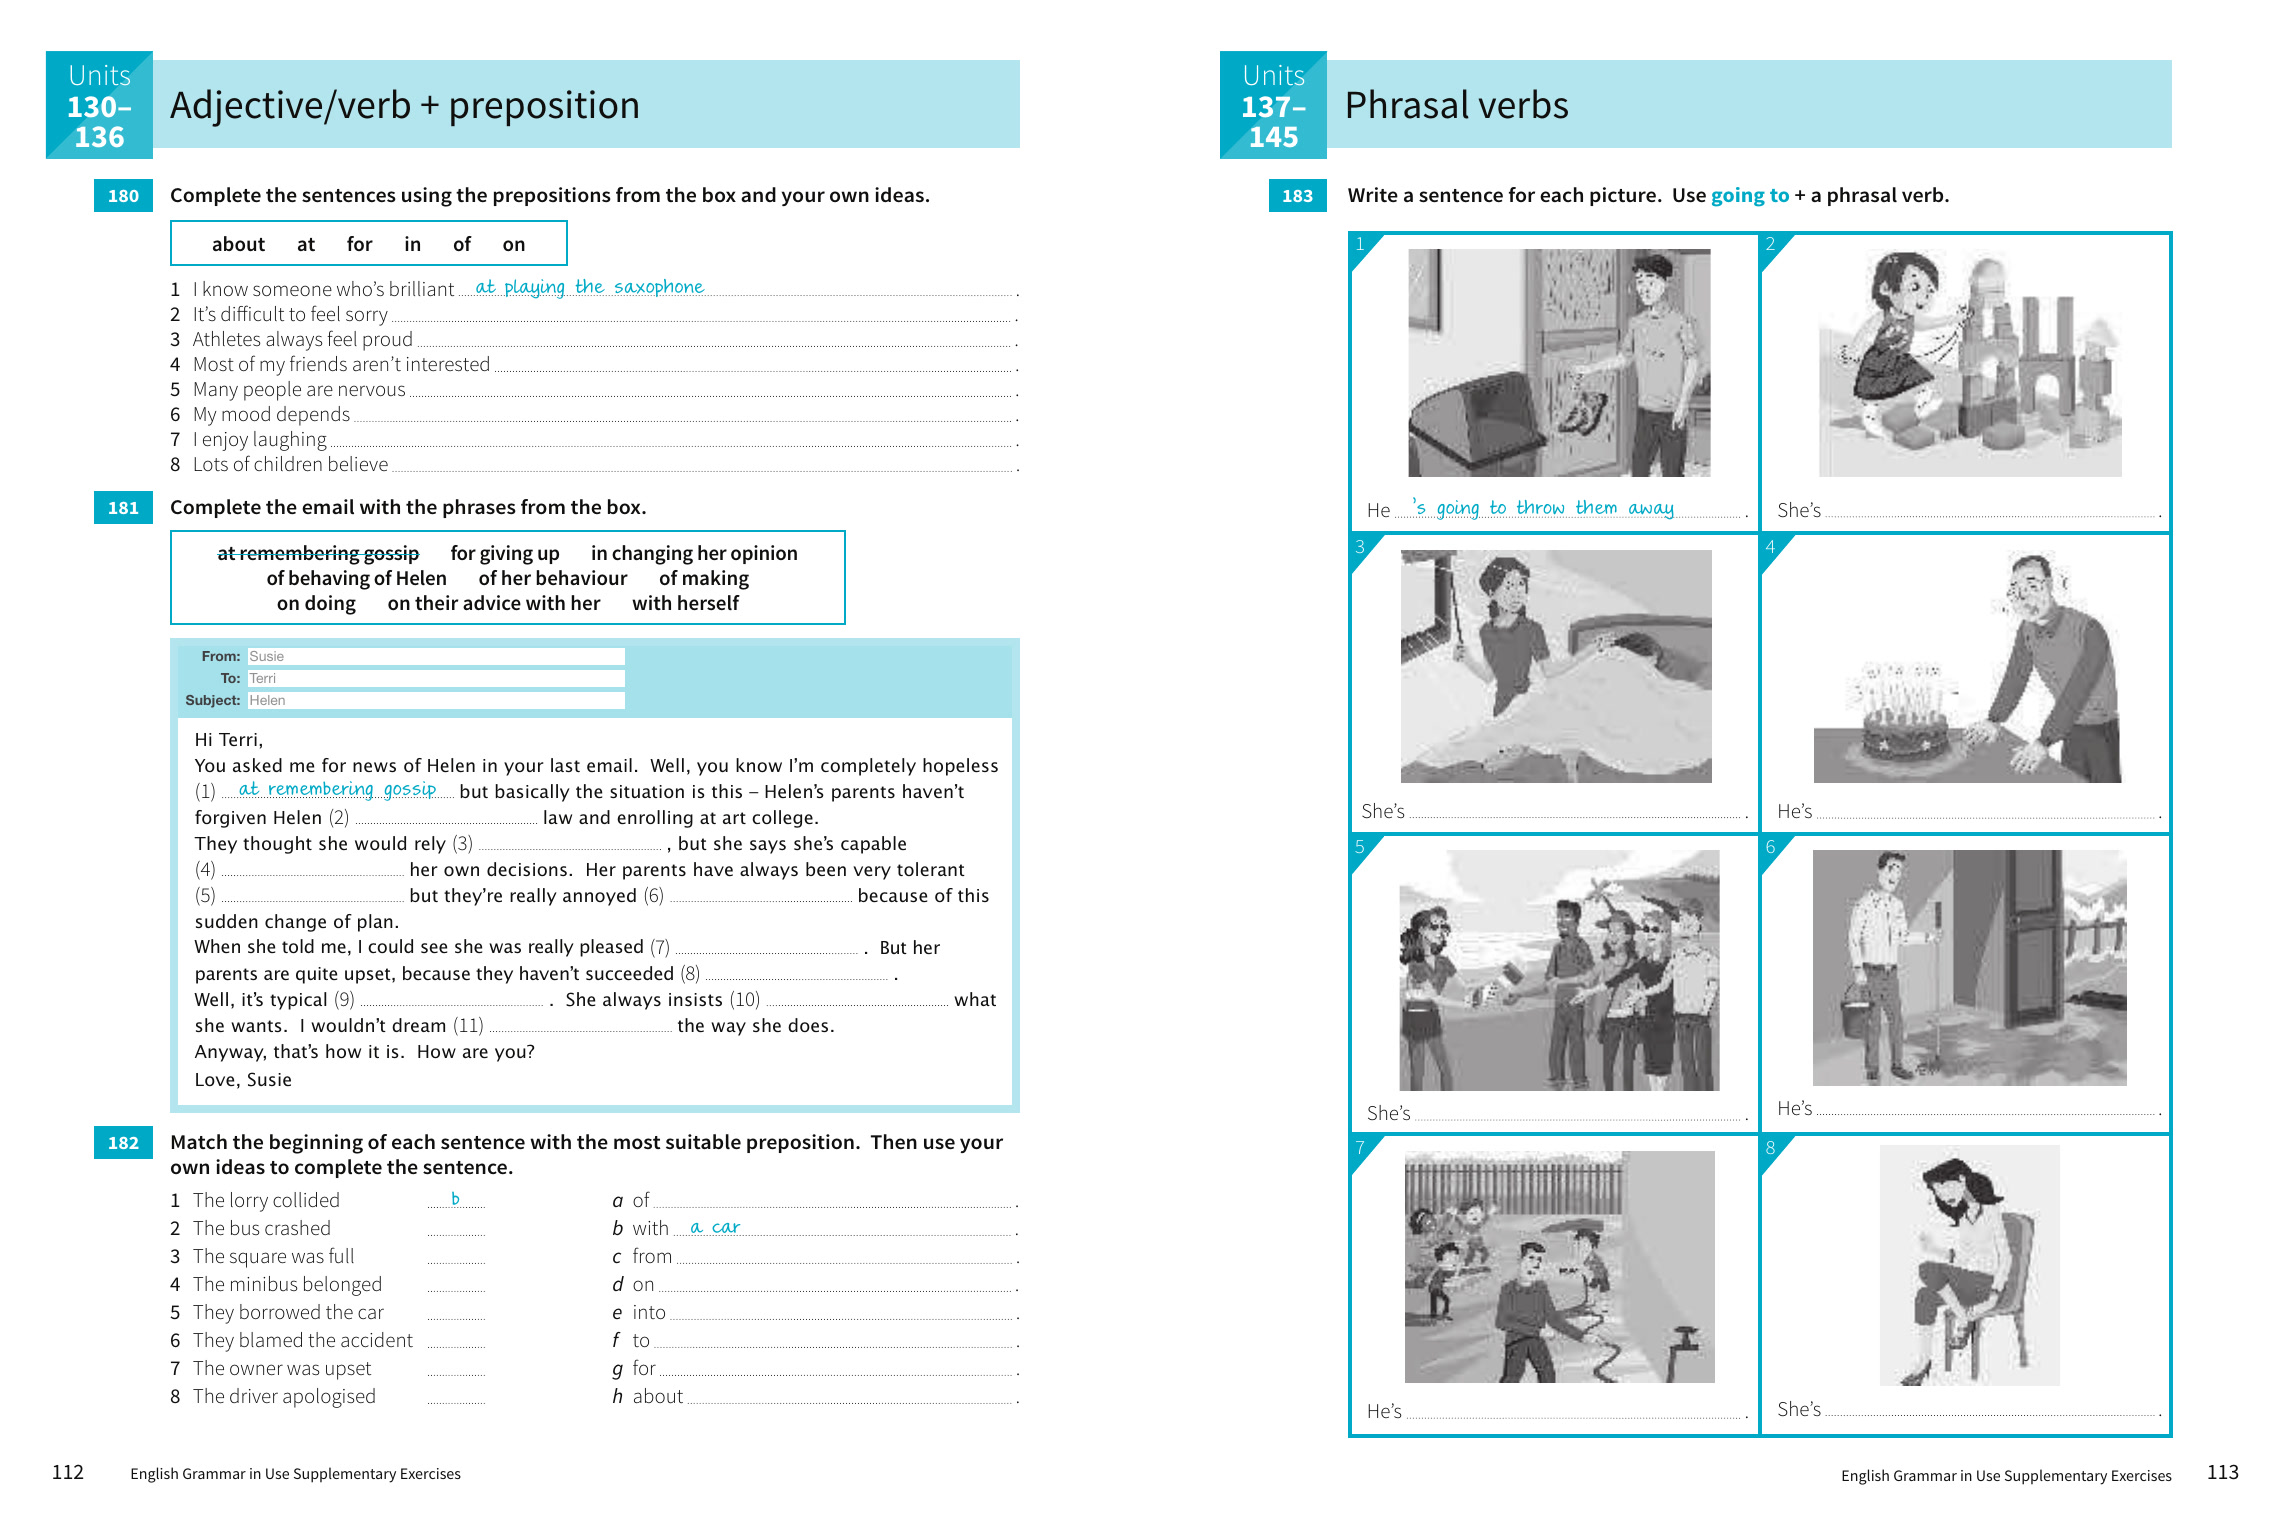 Units
130–
136
Adjective/verb + preposition
180 Complete the sentences using the prepositions from the box and your own ideas.
about at for in of on
1 I know someone who’s brilliant at playing the saxophone .
2 It’s difficult to feel sorry .
3 Athletes always feel proud .
4 Most of my friends aren’t interested .
5 Many people are nervous .
6 My mood depends .
7 I enjoy laughing .
8 Lots of children believe .
181 Complete the email with the phrases from the box.
at remembering gossip for giving up in changing her opinion
of behaving of Helen of her behaviour of making
on doing on their advice with her with herself
From: Susie
To: Terri
Subject: Helen
Hi Terri,
You asked me for news of Helen in your last email. Well, you know I’m completely hopeless
(1) at remembering gossip but basically the situation is this – Helen’s parents haven’t
forgiven Helen (2) law and enrolling at art college.
They thought she would rely (3) , but she says she’s capable
(4) her own decisions. Her parents have always been very tolerant
(5) but they’re really annoyed (6) because of this
sudden change of plan.
When she told me, I could see she was really pleased (7) . But her
parents are quite upset, because they haven’t succeeded (8) .
Well, it’s typical (9) . She always insists (10) what
she wants. I wouldn’t dream (11) the way she does.
Anyway, that’s how it is. How are you?
Love, Susie
182 Match the beginning of each sentence with the most suitable preposition. Then use your
own ideas to complete the sentence.
1 The lorry collided b a of .
2 The bus crashed b with a car .
3 The square was full c from .
4 The minibus belonged d on .
5 They borrowed the car e into .
6 They blamed the accident f to .
7 The owner was upset g for .
8 The driver apologised h about .
112 English Grammar in Use Supplementary Exercises
Units
137–
145
Phrasal verbs
183 Write a sentence for each picture. Use going to + a phrasal verb.
1
He ’s going to throw them away .
2
She’s .
3
She’s .
4
He’s .
5
She’s .
6
He’s .
7
He’s .
8
She’s .
English Grammar in Use Supplementary Exercises 113